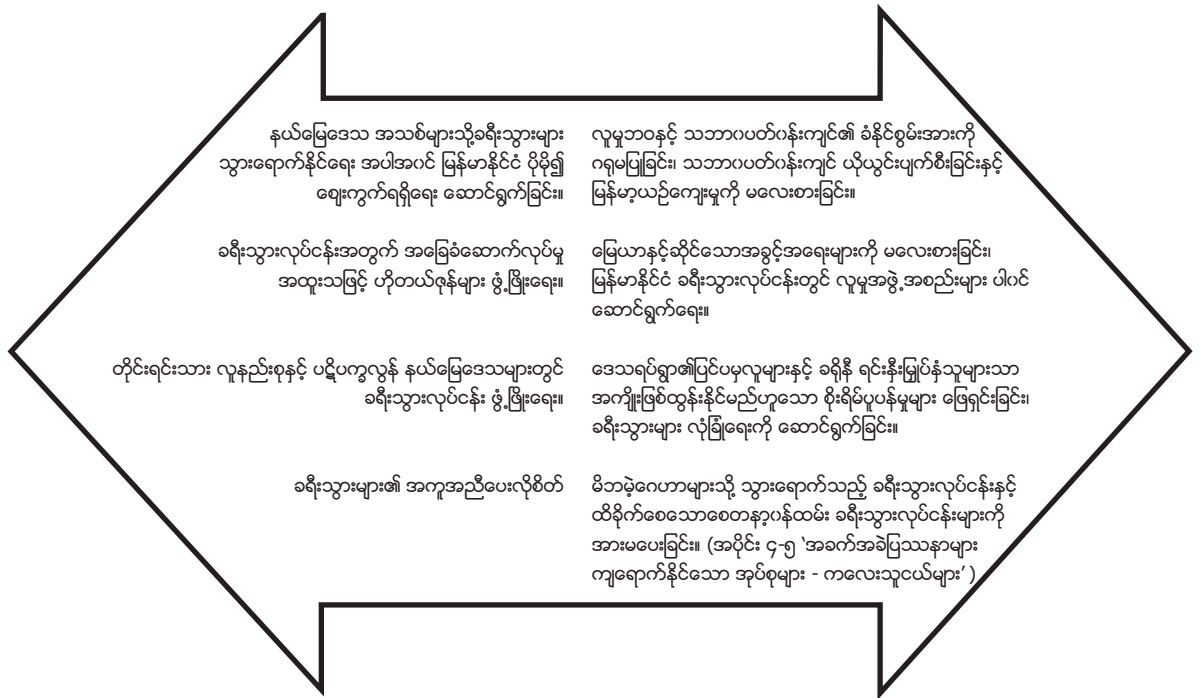 နယ်မြေဒေသ အသစ်များသို့ခရီးသွားများ
သွားရောက်နိုင်ရေး အပါအ၀င် မြန်မာနိုင်ငံ ပိုမို၍
ဈေးကွက်ရရှိရေး ဆောင်ရွက်ခြင်း။
လူမှုဘဝနှင့် သဘာ၀ပတ်၀န်းကျင်၏ ခံနိုင်စွမ်းအားကို
ဂရုမပြုခြင်း၊ သဘာ၀ပတ်၀န်းကျင် ယိုယွင်းပျက်စီးခြင်းနှင့်
မြန်မာ့ယဉ်ကျေးမှုကို မလေးစားခြင်း။
ခရီးသွားလုပ်ငန်းအတွက် အခြေခံဆောက်လုပ်မှု
အထူးသဖြင့် ဟိုတယ်ဇုန်များ ဖွံ့ဖြိုးရေး။
မြေယာနှင့်ဆိုင်သောအခွင့်အရေးများကို မလေးစားခြင်း၊
မြန်မာနိုင်ငံ ခရီးသွားလုပ်ငန်းတွင် လူမှုအဖွဲ့အစည်းများ ပါ၀င်
ဆောင်ရွက်ရေး။
တိုင်းရင်းသား လူနည်းစုနှင့် ပဋိပက္ခလွန် နယ်မြေဒေသများတွင်
ခရီးသွားလုပ်ငန်း ဖွံ့ဖြိုးရေး။
ဒေသရပ်ရွာ၏ပြင်ပမှလူများနှင့် ခရိုနီ ရင်းနှီးမြှုပ်နှံသူများသာ
အကျိုးဖြစ်ထွန်းနိုင်မည်ဟူသော စိုးရိမ်ပူပန်မှုများ ဖြေရှင်းခြင်း၊
ခရီးသွားများ လုံခြုံရေးကို ဆောင်ရွက်ခြင်း။
ခရီးသွားများ၏ အကူအညီပေးလိုစိတ်
မိဘမဲ့ဂေဟာများသို့ သွားရောက်သည့် ခရီးသွားလုပ်ငန်းနှင့်
ထိခိုက်စေသောစေတနာ့၀န်ထမ်း ခရီးသွားလုပ်ငန်းများကို
အားမပေးခြင်း။ (အပိုင်း ၄-၅ ‘အခက်အခဲပြဿနာများ
ကျရောက်နိုင်သော အုပ်စုများ - ကလေးသူငယ်များ’ )